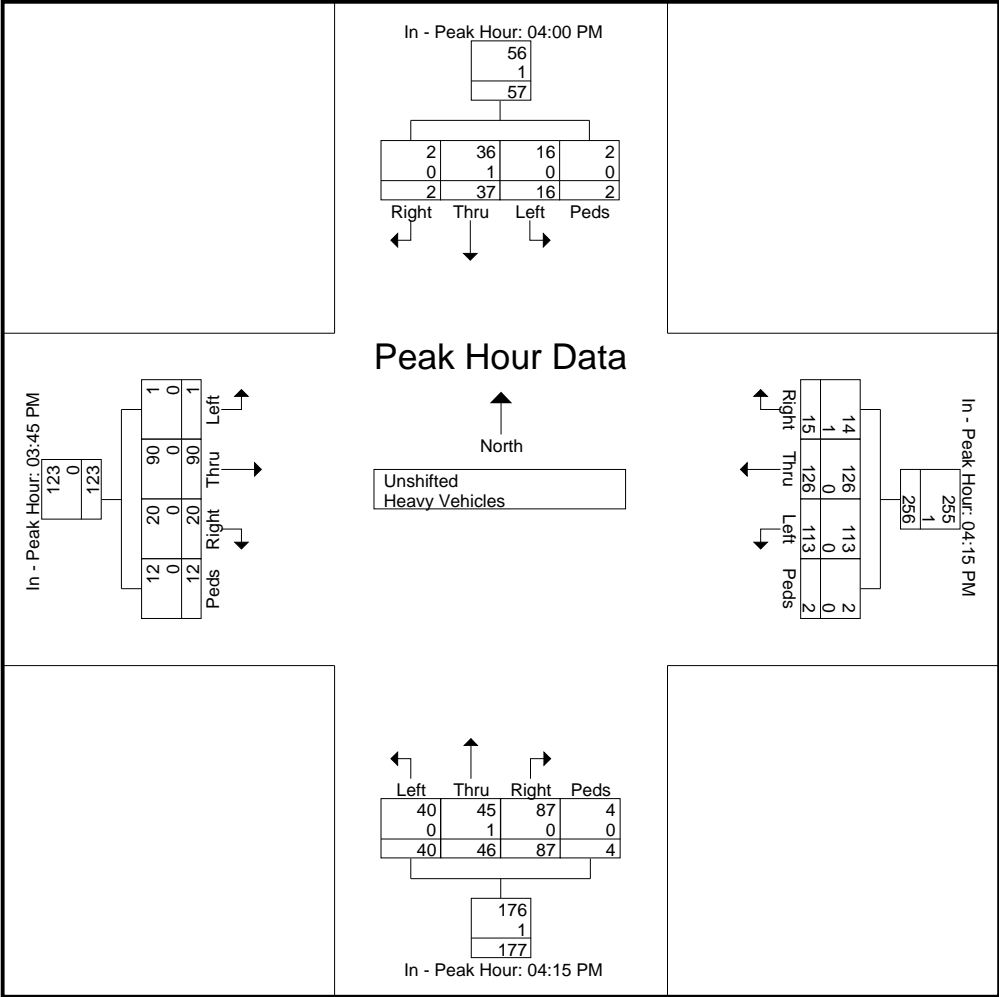 In - Peak Hour: 04:00 PM
56
1
57
2 36 16 2
0 1 0 0
2 37 16 2
Right Thru Left Peds
Peak Hour Data
North
Unshifted
Heavy Vehicles
In - Peak Hour: 03:45 PM
123
0
123
1 90 20 12
0 0 0 0
1 90 20 12
Left Thru Right Peds
In - Peak Hour: 04:15 PM
255
1
256
14 126 113 2
1 0 0 0
15 126 113 2
Right Thru Left Peds
Left Thru Right Peds
40 45 87 4
0 1 0 0
40 46 87 4
176
1
177
In - Peak Hour: 04:15 PM